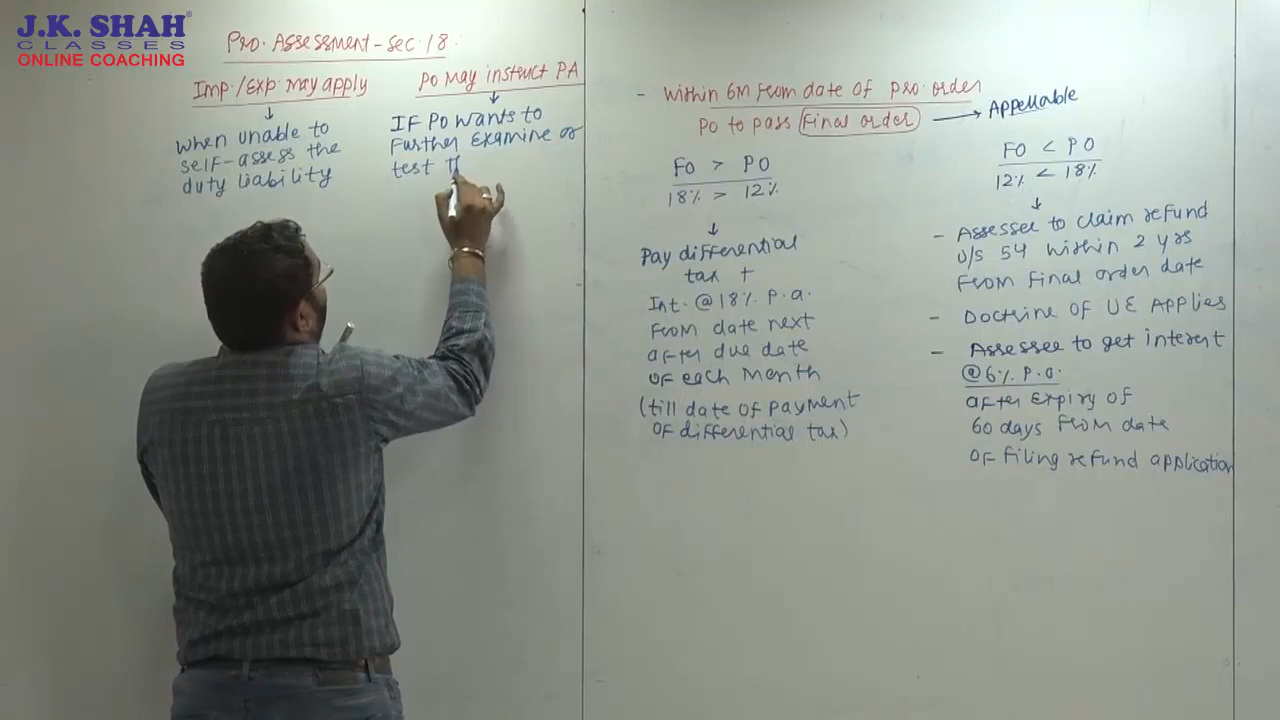 J.K. SHAH
CLASSES
ONLINE COACHING
Pro. Assessment - sec. 18:
Imp./Exp. may apply
When unable to
self-assess the
duty liability
PO may instruct PA
IF PO wants to
Further Examine or
test T
- Within 6M from date of Pro. order
PO to pass Final order → Appellable
FO > PO
18% > 12%
Pay differential
tax +
Int. @ 18% P.a.
From date next
after due date
of each Month
(till date of Payment
of differential tax)
FO < PO
12% < 18%
- Assessee to claim refund
U/s 54 within 2 yrs
From Final order date
- Doctrine of UE Applies
- Assessee to get interest
@ 6% P.a.
after Expiry of
60 days From date
of Filing refund application